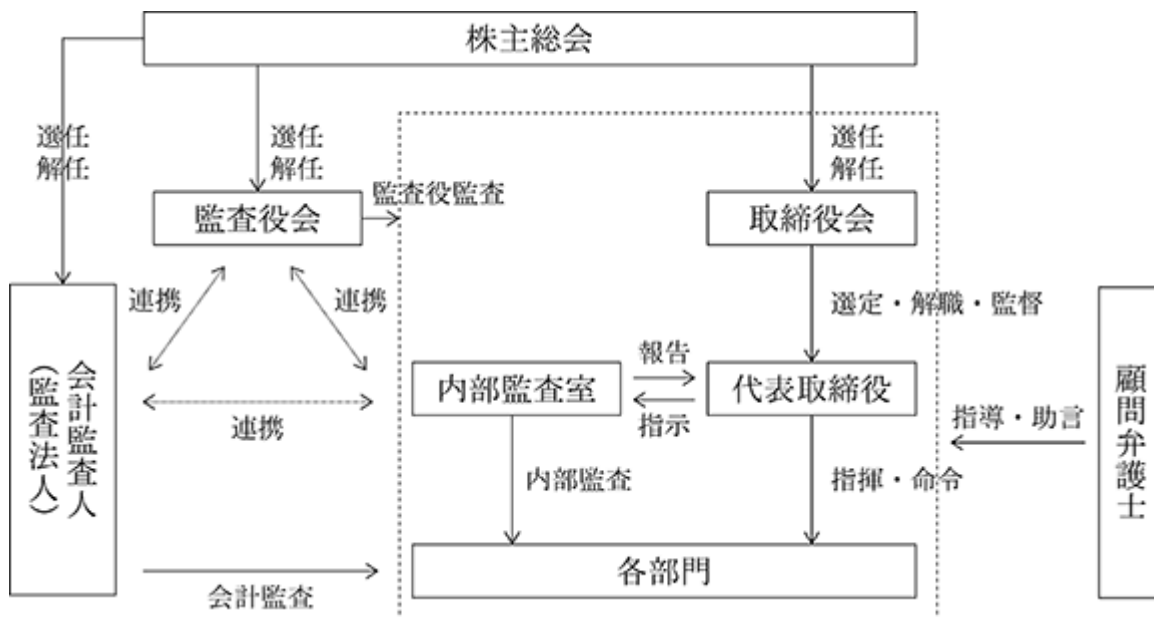 株主総会
選任
解任
選任
解任
選任
解任
監査役会
監査役監査
取締役会
連携
連携
選定・解職・監督
会計監査人
（監査法人）
連携
内部監査室
報告
指示
代表取締役
指導・助言
顧問弁護士
内部監査
指揮・命令
会計監査
各部門